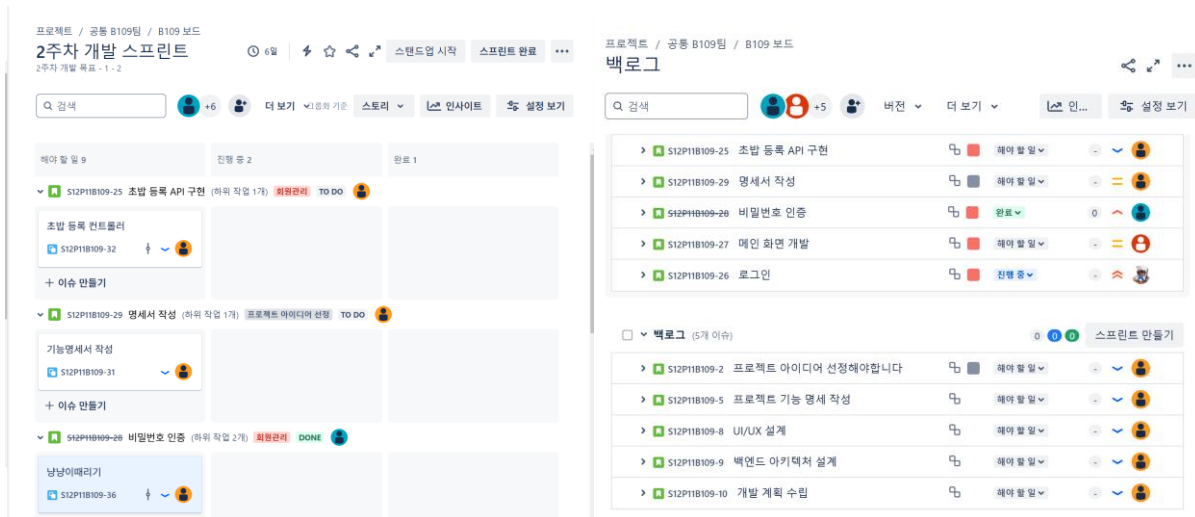 프로젝트 / 공통 B109팀 / B109 보드
2주차 개발 스프린트
6일
스탠드업 시작
스프린트 완료
2주차 개발 목표 - 1 - 2
검색
+6
더 보기
그룹화 기준
스토리
인사이트
설정 보기
해야 할 일 9
진행 중 2
완료 1
S12P11B109-25 초밥 등록 API 구현 (하위 작업 1개) 회원관리 TO DO
초밥 등록 컨트롤러
S12P11B109-32
+ 이슈 만들기
S12P11B109-29 명세서 작성 (하위 작업 1개) 프로젝트 아이디어 선정 TO DO
기능명세서 작성
S12P11B109-31
+ 이슈 만들기
S12P11B109-28 비밀번호 인증 (하위 작업 2개) 회원관리 DONE
냥냥이때리기
S12P11B109-36
프로젝트 / 공통 B109팀 / B109 보드
백로그
검색
+5
버전
더 보기
인...
설정 보기
S12P11B109-25 초밥 등록 API 구현 해야 할 일 -
S12P11B109-29 명세서 작성 해야 할 일 -
S12P11B109-28 비밀번호 인증 완료 0
S12P11B109-27 메인 화면 개발 해야 할 일 -
S12P11B109-26 로그인 진행 중 -
백로그 (5개 이슈) 0 0 0 스프린트 만들기
S12P11B109-2 프로젝트 아이디어 선정해야합니다 해야 할 일 -
S12P11B109-5 프로젝트 기능 명세 작성 해야 할 일 -
S12P11B109-8 UI/UX 설계 해야 할 일 -
S12P11B109-9 백엔드 아키텍처 설계 해야 할 일 -
S12P11B109-10 개발 계획 수립 해야 할 일 -